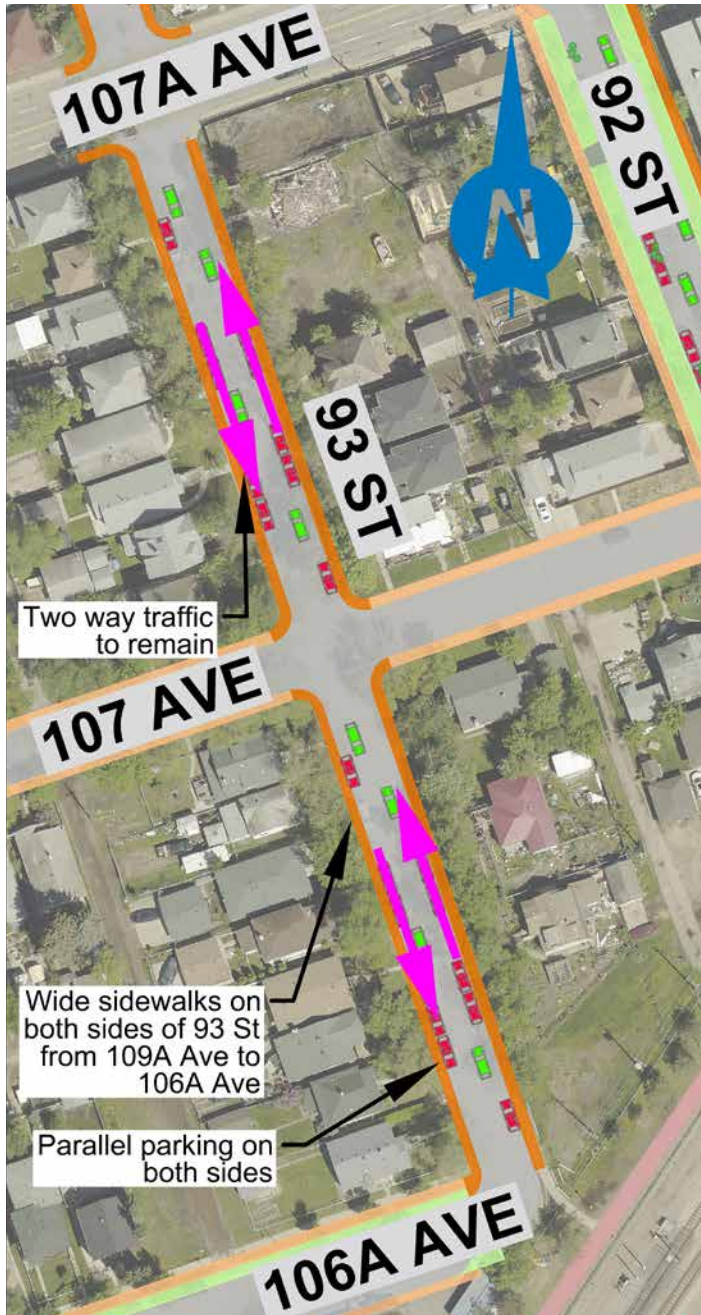 107A AVE
92 ST
N
93 ST
Two way traffic
to remain
107 AVE
Wide sidewalks on
both sides of 93 St
from 109A Ave to
106A Ave
Parallel parking on
both sides
106A AVE